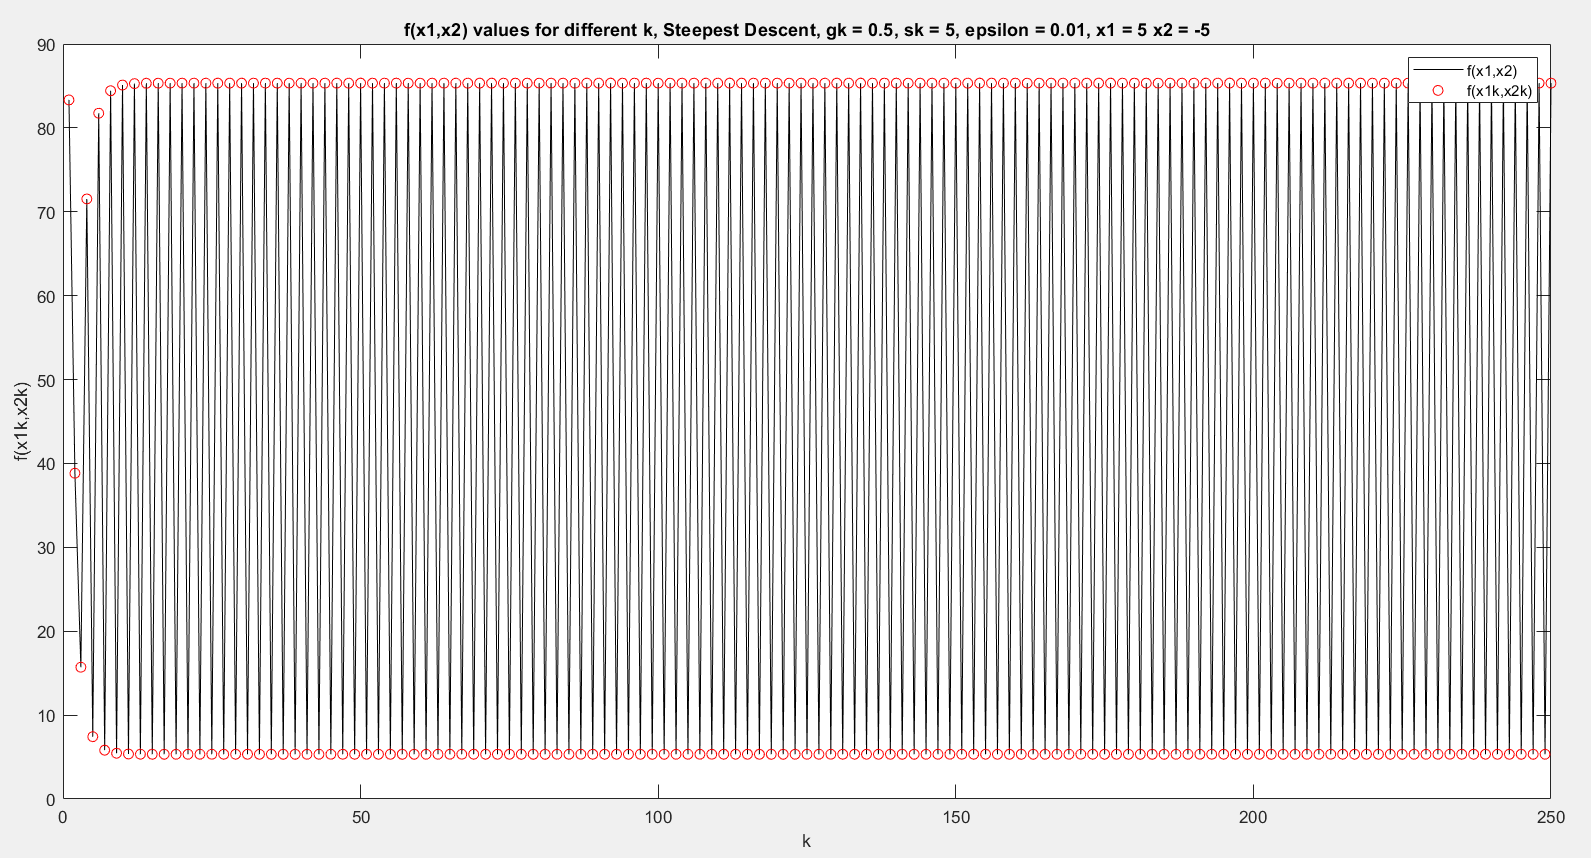 f(x1,x2) values for different k, Steepest Descent, gk = 0.5, sk = 5, epsilon = 0.01, x1 = 5 x2 = -5
f(x1,x2)
f(x1k,x2k)
90
80
70
60
50
40
30
20
10
0
f(x1k,x2k)
0 50 100 150 200 250
k